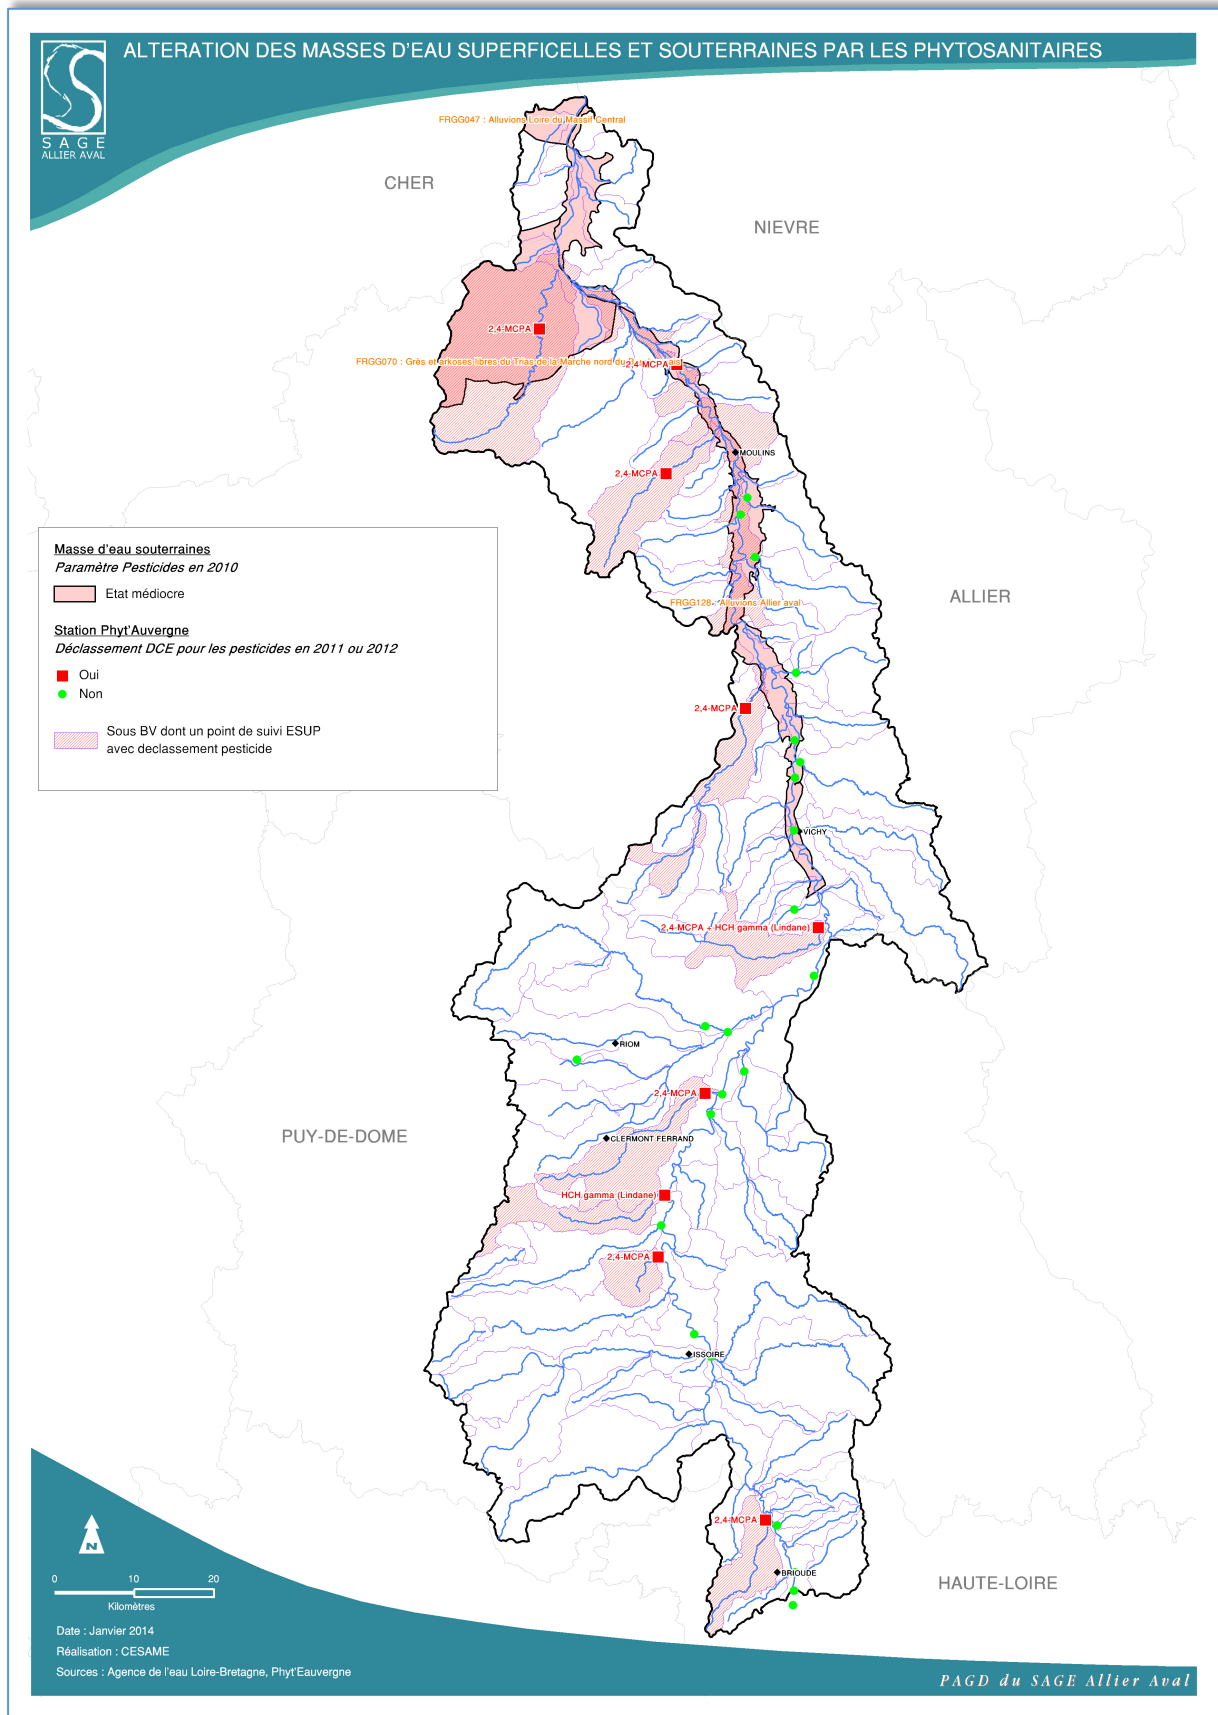 ALTERATION DES MASSES D'EAU SUPERFICELLES ET SOUTERRAINES PAR LES PHYTOSANITAIRES
SAGE
ALLIER AVAL
FRGG047 : Alluvions Loire du Massif Central
CHER
NIEVRE
2,4-MCPA
FRGG070 : Grès et arkoses libres du Trias de la Marche nord du
2,4-MCPA
MOULINS
2,4-MCPA
Masse d'eau souterraines
Paramètre Pesticides en 2010
Etat médiocre
Station Phyt'Auvergne
Déclassement DCE pour les pesticides en 2011 ou 2012
Oui
Non
Sous BV dont un point de suivi ESUP
avec declassement pesticide
ALLIER
FRGG128 : Alluvions Allier aval
2,4-MCPA
VICHY
2,4-MCPA + HCH gamma (Lindane)
RIOM
2,4-MCPA
PUY-DE-DOME
CLERMONT FERRAND
HCH gamma (Lindane)
2,4-MCPA
ISSOIRE
2,4-MCPA
BRIOUDE
HAUTE-LOIRE
N
0 10 20
Kilomètres
Date : Janvier 2014
Réalisation : CESAME
Sources : Agence de l'eau Loire-Bretagne, Phyt'Eauvergne
PAGD du SAGE Allier Aval